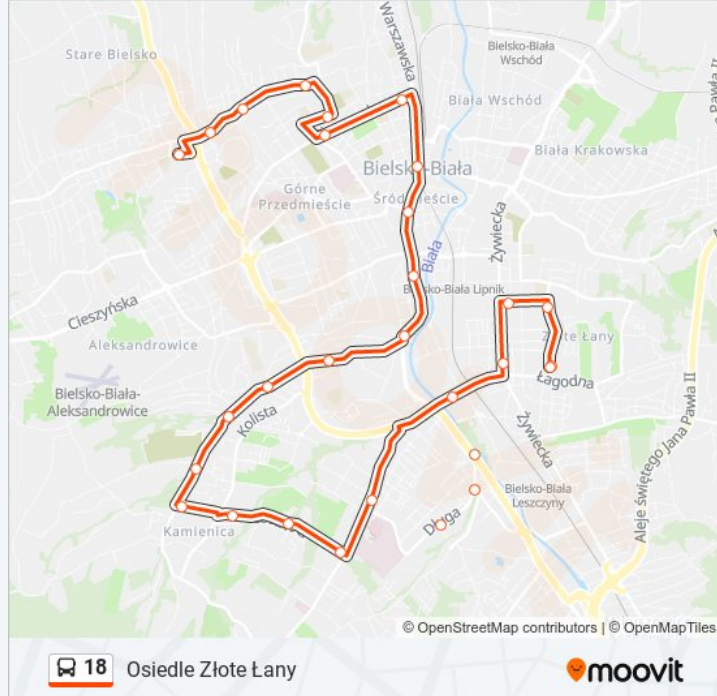 Stare Bielsko
Warszawska
Bielsko-Biała
Wschód
Biała Wschód
Biała Krakowska
Bielsko-Biała
Górne
Przedmieście
Śródmieście
Żywiecka
Biała
Cieszyńska
Bielsko-Biała Lipnik
Aleksandrowice
Złote Łany
Bielsko-Biała-
Aleksandrowice
Łagodna
Kolista
Żywiecka
Aleje świętego Jana Pawła II
Bielsko-Biała
Leszczyny
Długa
Kamienica
© OpenStreetMap contributors | © OpenMapTiles
18 Osiedle Złote Łany
moovit